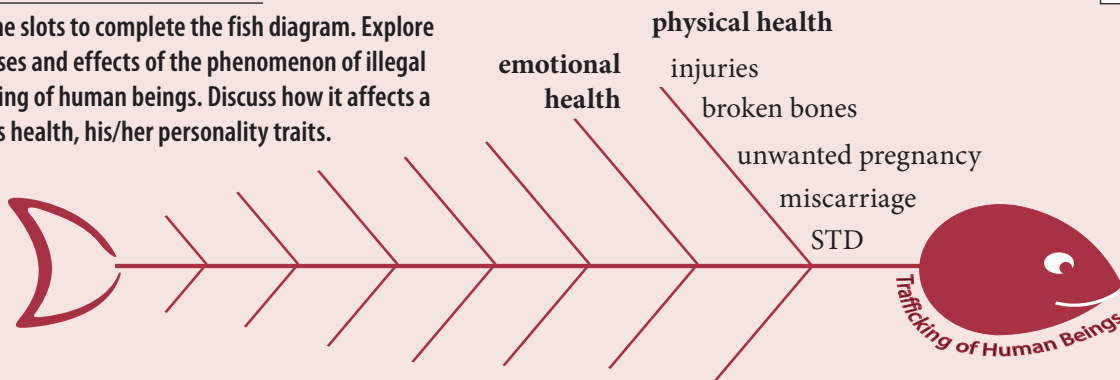 ne slots to complete the fish diagram. Explore
ses and effects of the phenomenon of illegal
ing of human beings. Discuss how it affects a
s health, his/her personality traits.
emotional
health
physical health
injuries
broken bones
unwanted pregnancy
miscarriage
STD
Trafficking of Human Beings